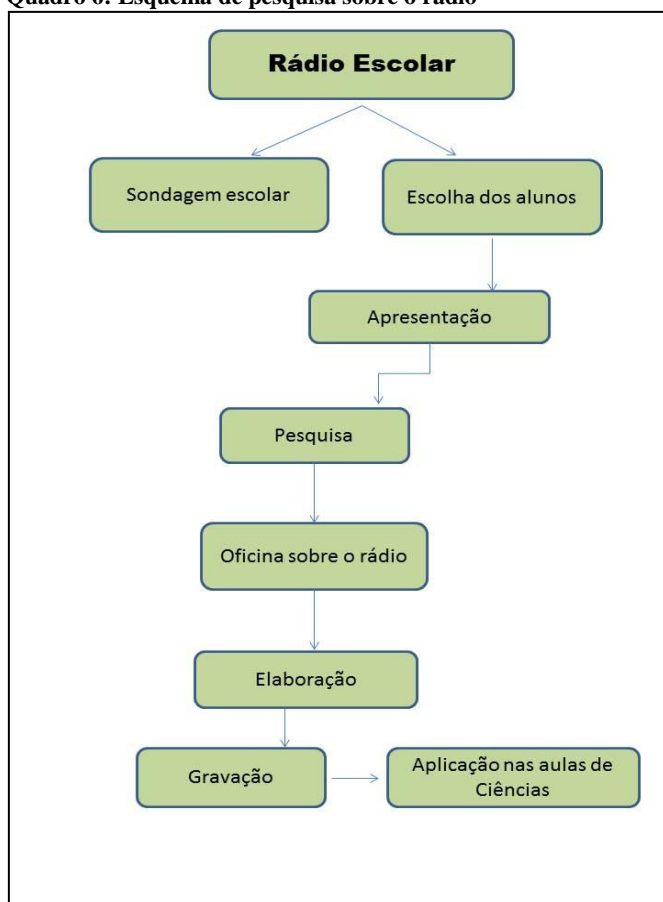 Quadro 6: Esquema de pesquisa sobre o rádio
Rádio Escolar
Sondagem escolar
Escolha dos alunos
Apresentação
Pesquisa
Oficina sobre o rádio
Elaboração
Gravação
Aplicação nas aulas de
Ciências